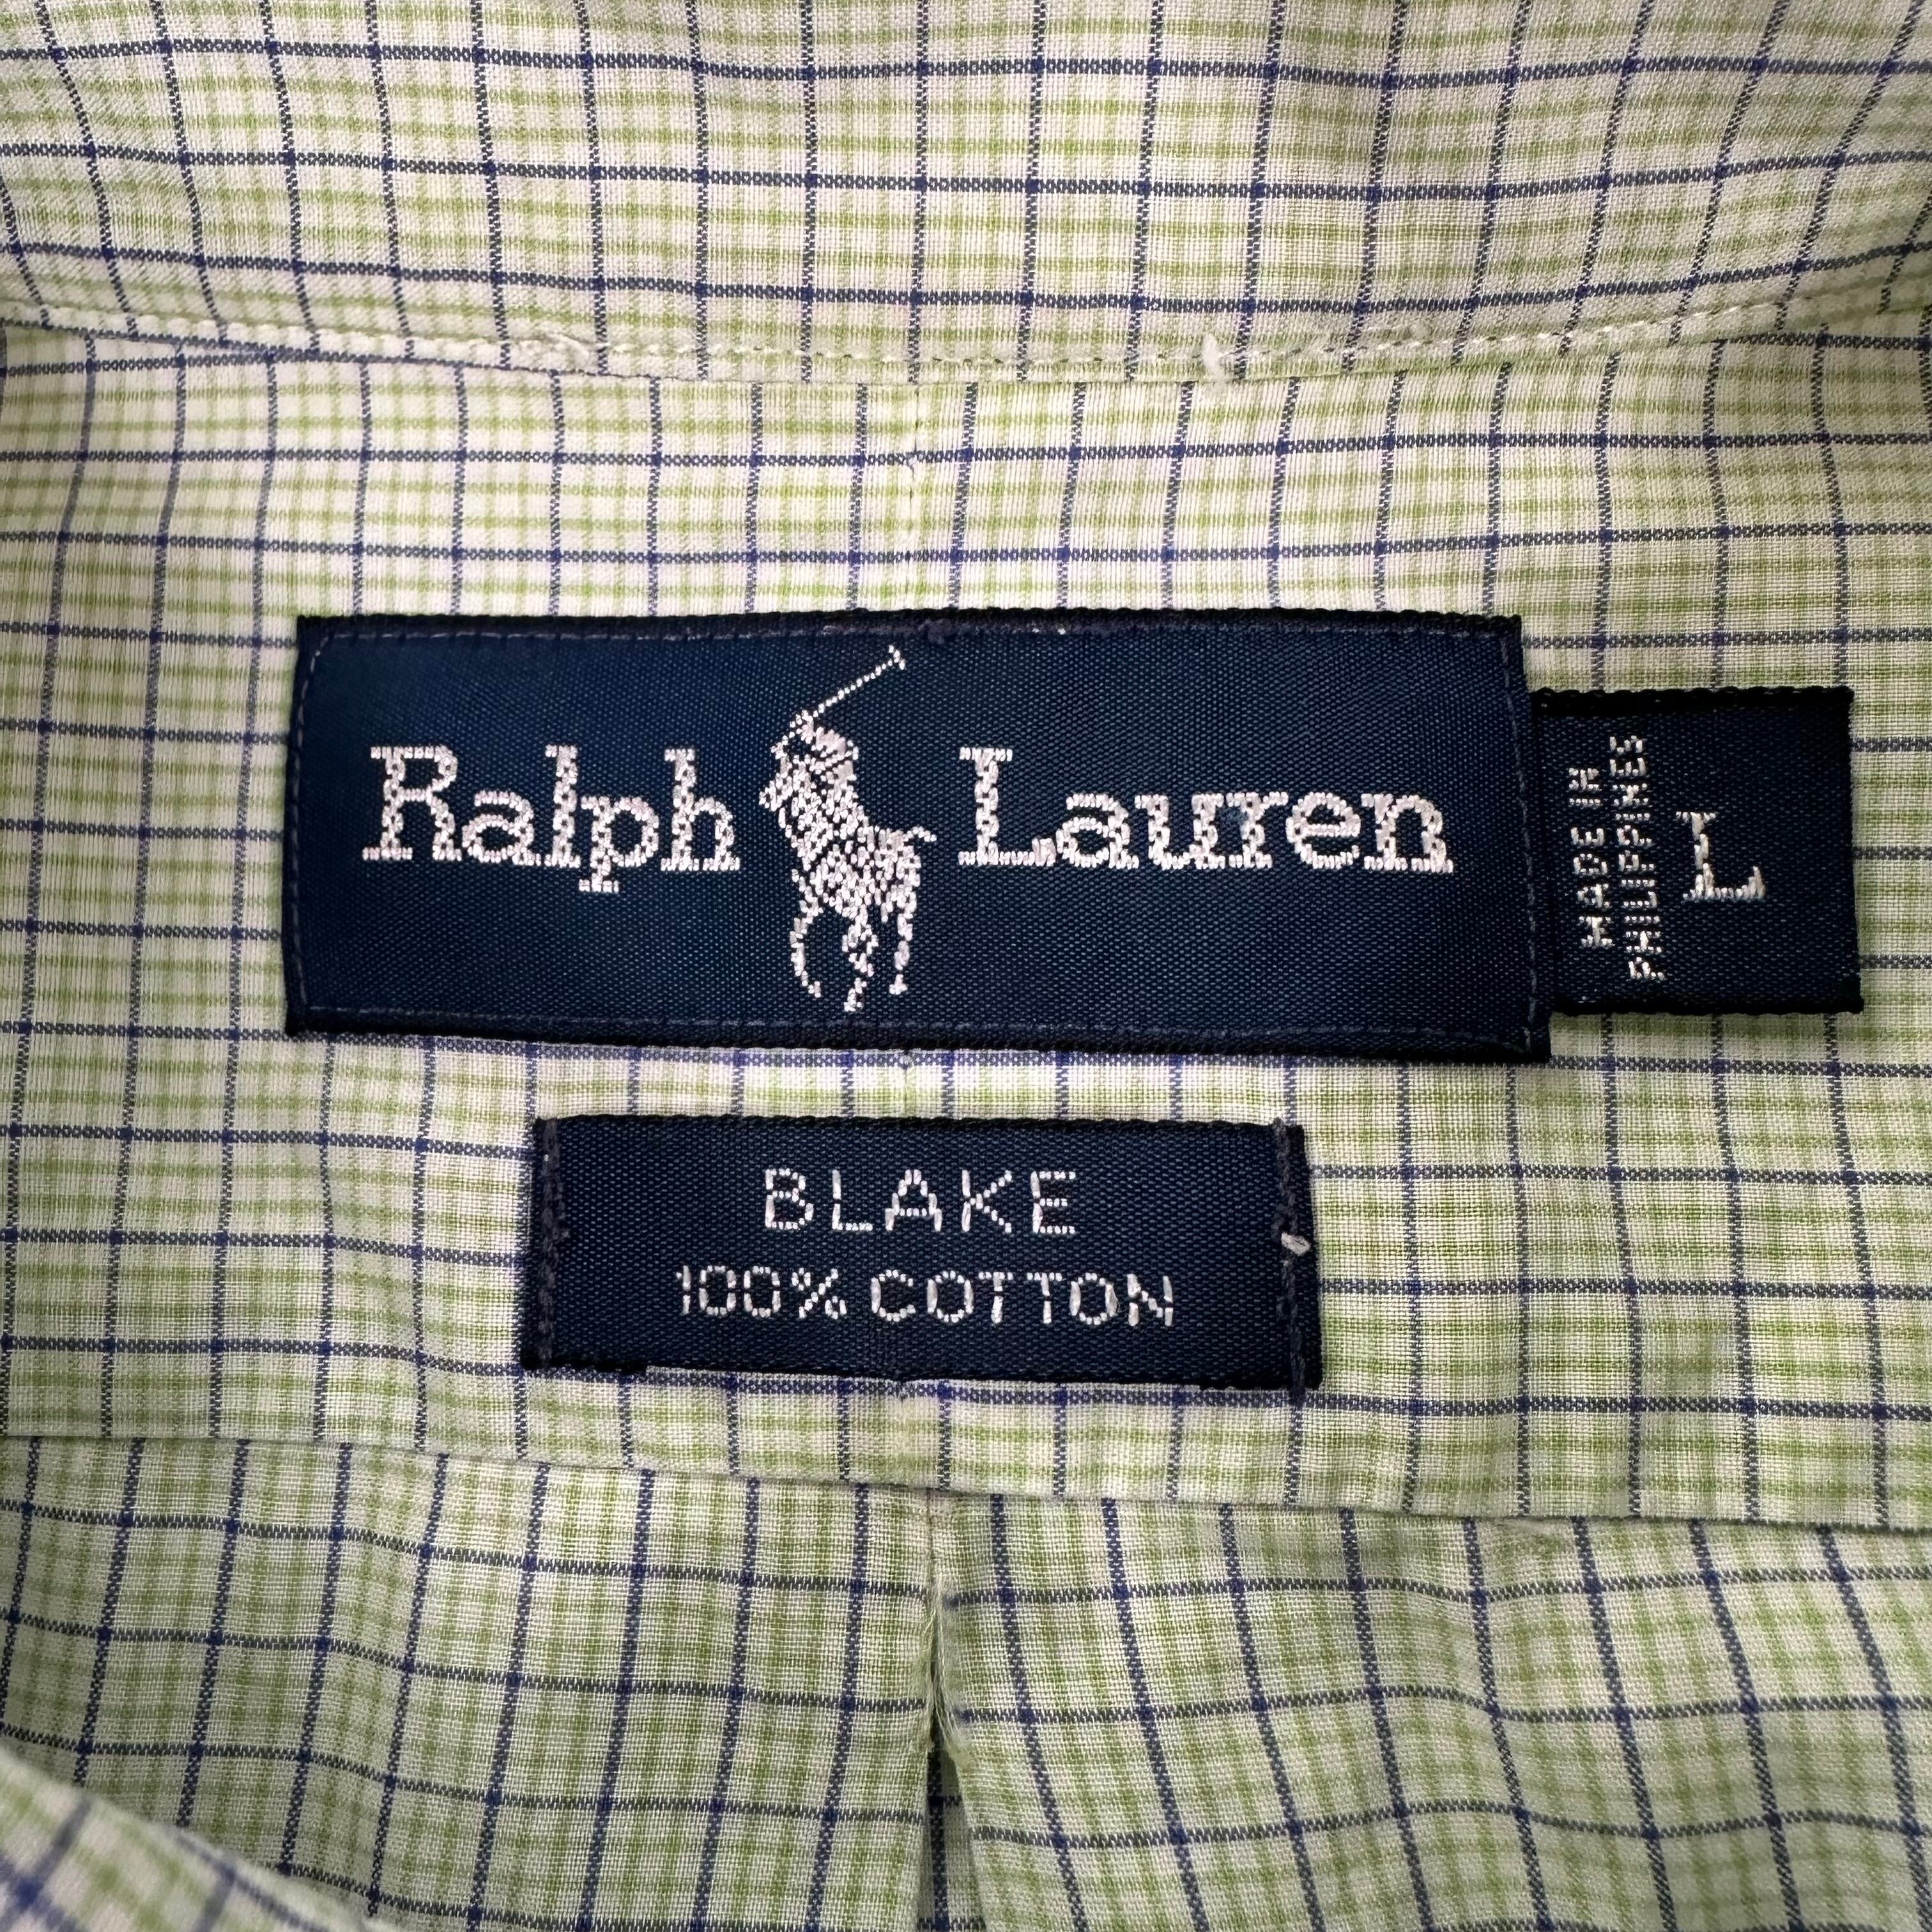 Ralph Lauren
MADE IN
PHILIPPINES
L
BLAKE
100% COTTON